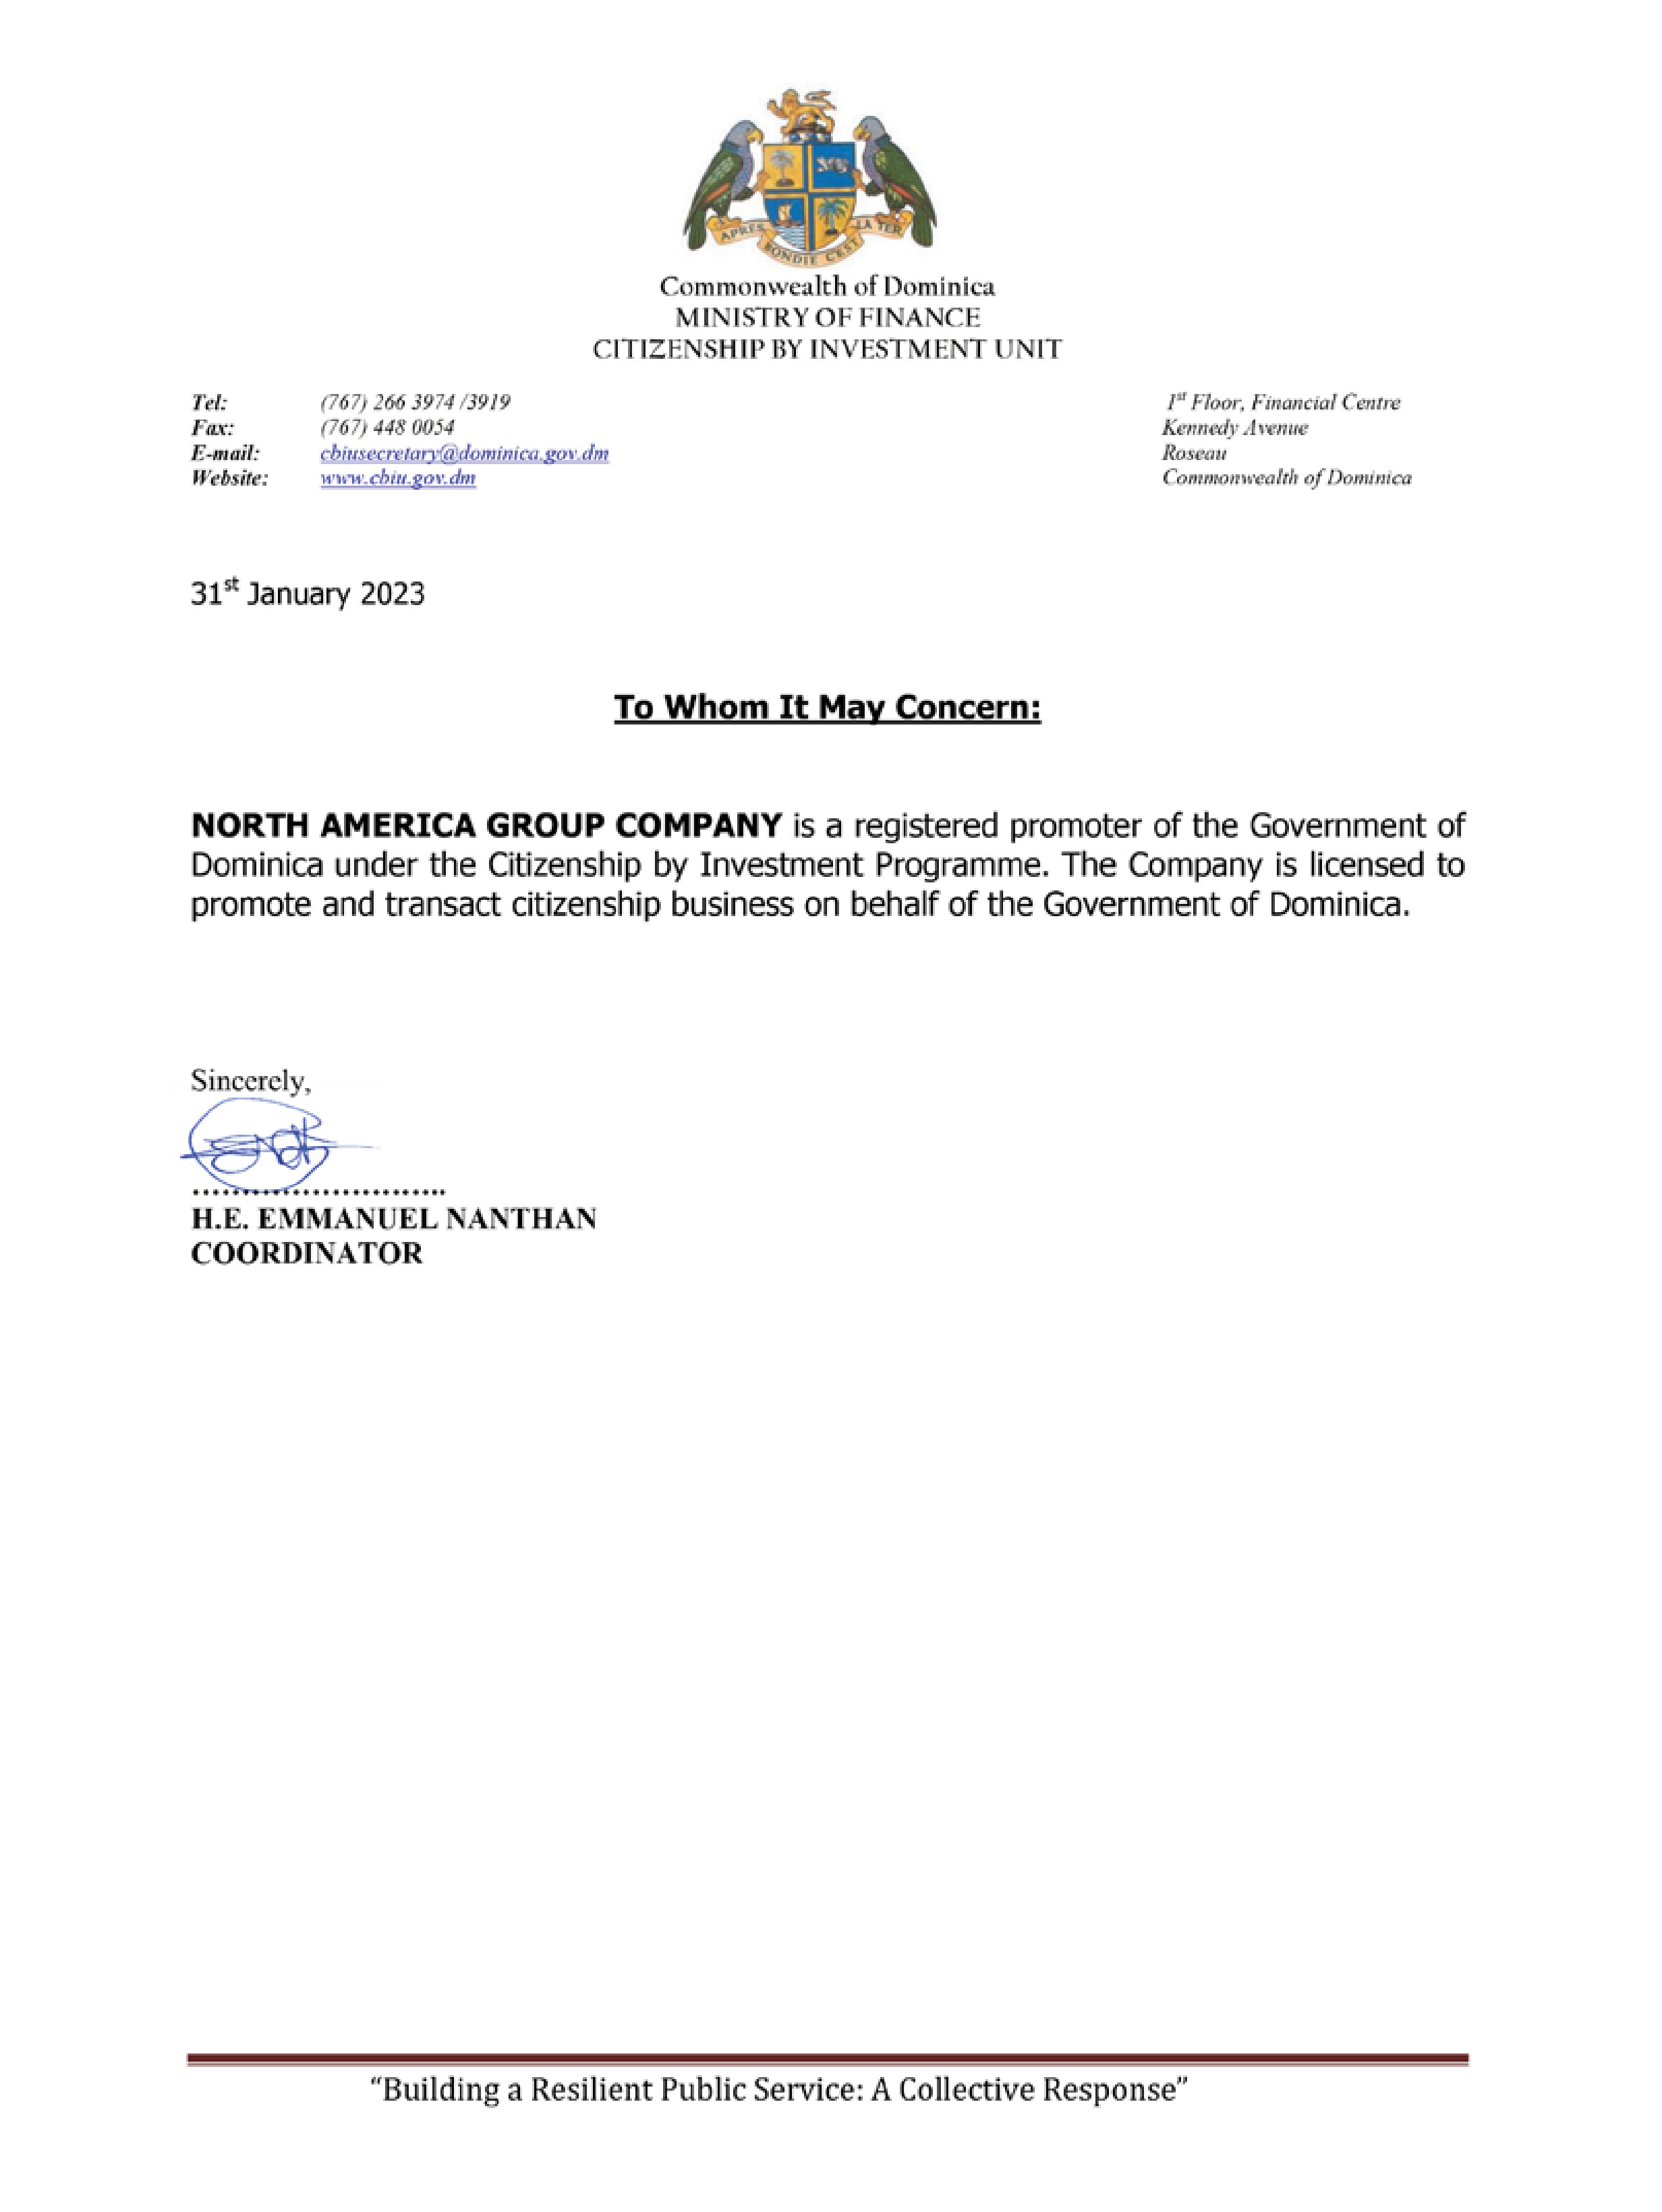 APRES BONDIE C'EST LA TER
Commonwealth of Dominica
MINISTRY OF FINANCE
CITIZENSHIP BY INVESTMENT UNIT
Tel: (767) 266 3974 /3919
Fax: (767) 448 0054
E-mail: cbiusecretary@dominica.gov.dm
Website: www.cbiu.gov.dm
1st Floor, Financial Centre
Kennedy Avenue
Roseau
Commonwealth of Dominica
31st January 2023
To Whom It May Concern:
NORTH AMERICA GROUP COMPANY is a registered promoter of the Government of
Dominica under the Citizenship by Investment Programme. The Company is licensed to
promote and transact citizenship business on behalf of the Government of Dominica.
Sincerely,
H.E. EMMANUEL NANTHAN
COORDINATOR
“Building a Resilient Public Service: A Collective Response”